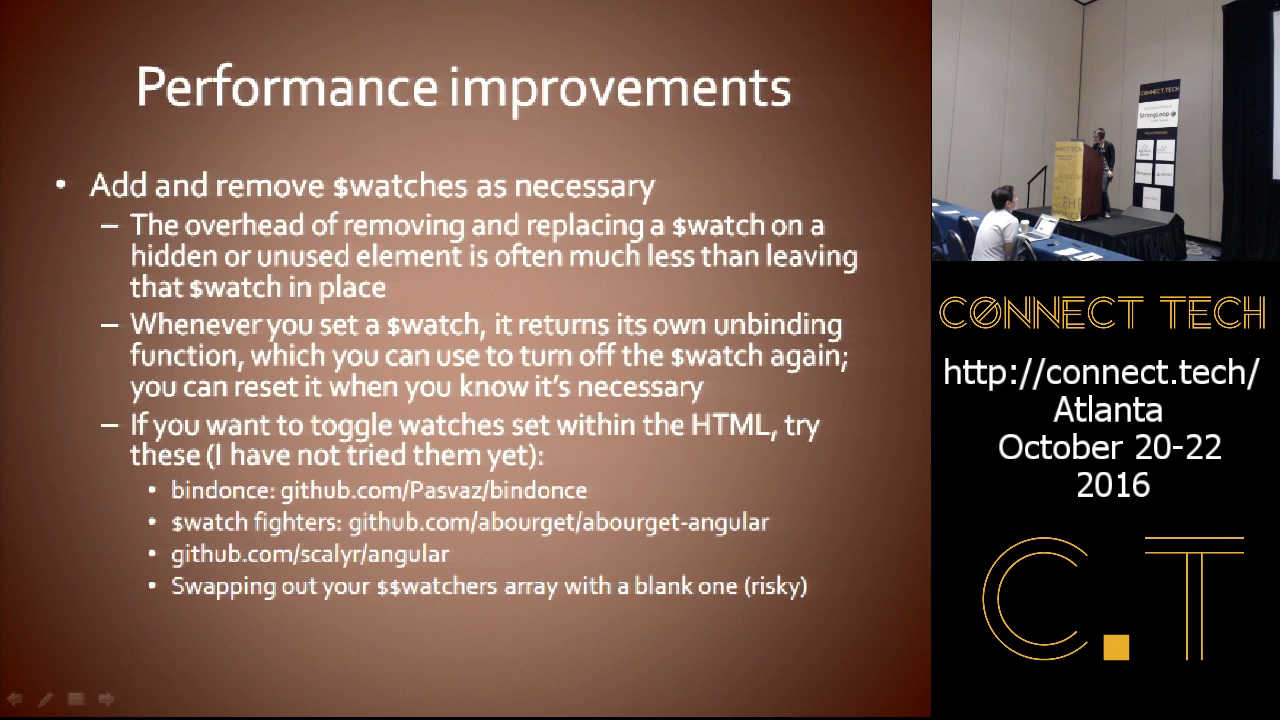 Performance improvements
• Add and remove $watches as necessary
– The overhead of removing and replacing a $watch on a
hidden or unused element is often much less than leaving
that $watch in place
– Whenever you set a $watch, it returns its own unbinding
function, which you can use to turn off the $watch again;
you can reset it when you know it's necessary
– If you want to toggle watches set within the HTML, try
these (I have not tried them yet):
• bindonce: github.com/Pasvaz/bindonce
• $watch fighters: github.com/abourget/abourget-angular
• github.com/scalyr/angular
• Swapping out your $$watchers array with a blank one (risky)
CONNECT.TECH
StrongLoop
CONNECT TECH
http://connect.tech/
Atlanta
October 20-22
2016
C.T